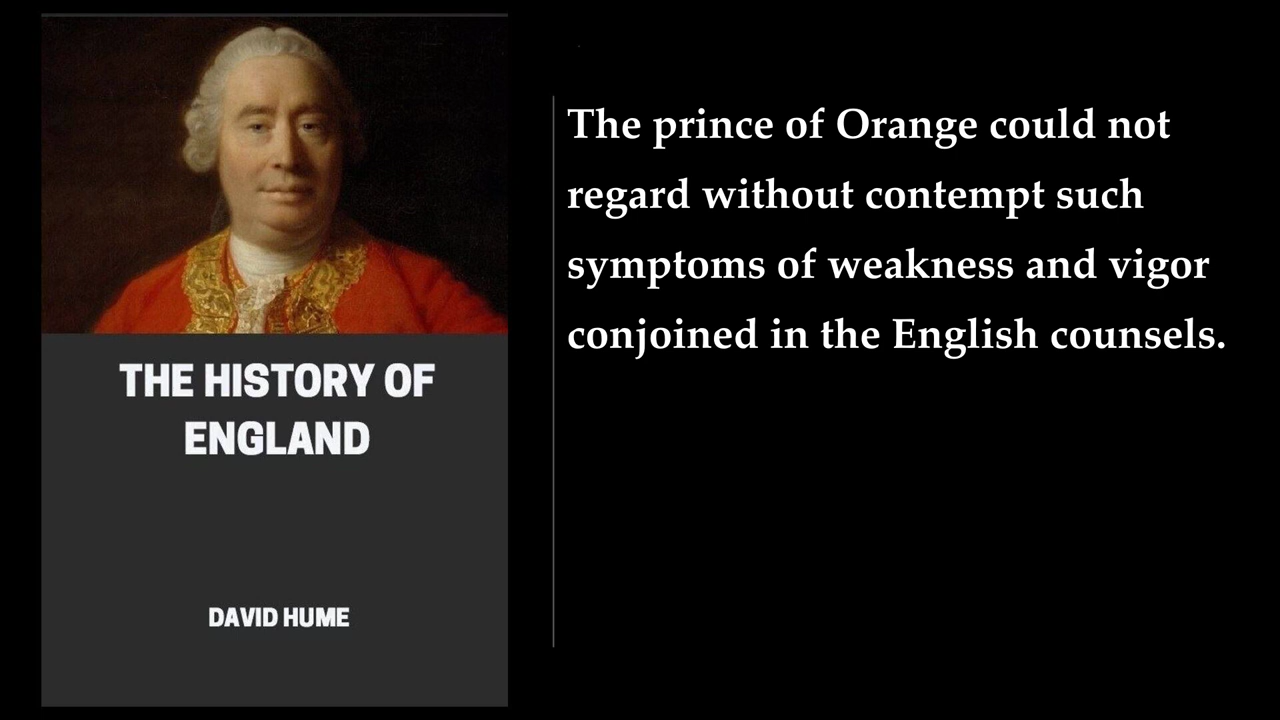 THE HISTORY OF
ENGLAND
DAVID HUME
The prince of Orange could not
regard without contempt such
symptoms of weakness and vigor
conjoined in the English counsels.